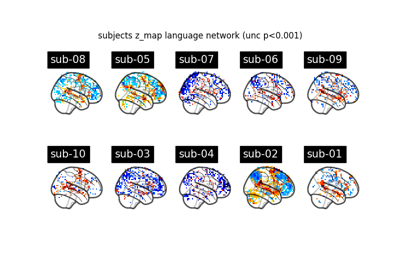 subjects z_map language network (unc p<0.001)
sub-08 sub-05 sub-07 sub-06 sub-09
sub-10 sub-03 sub-04 sub-02 sub-01